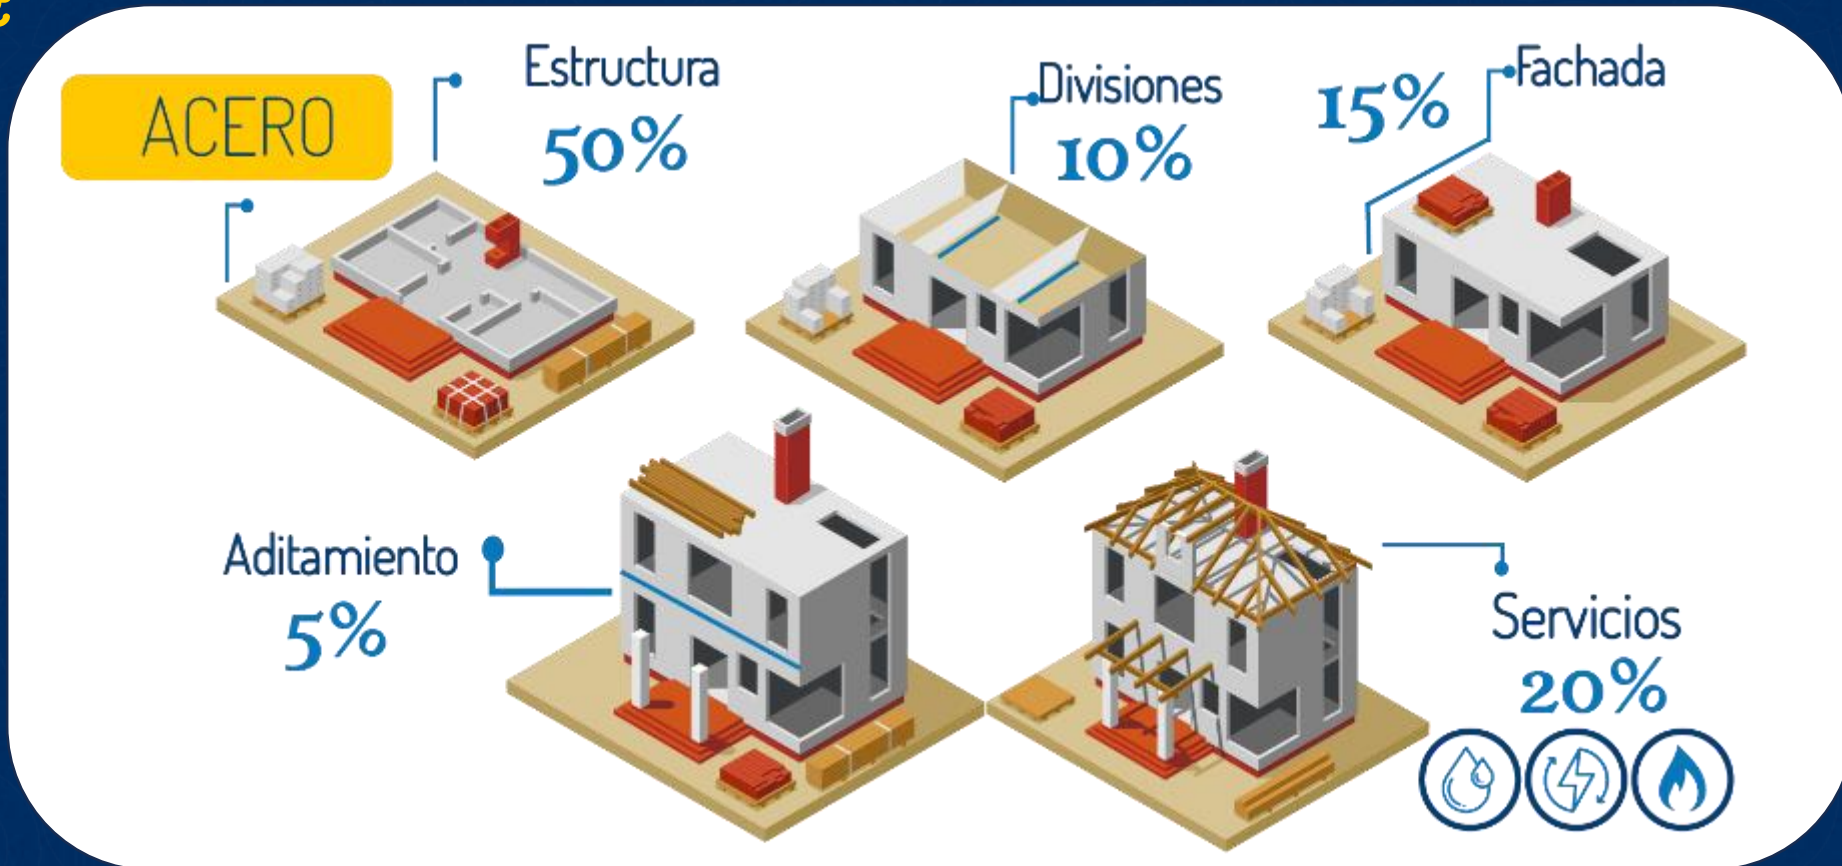 ACERO
Estructura
50%
Divisiones
10%
15%
Fachada
Aditamiento
5%
Servicios
20%